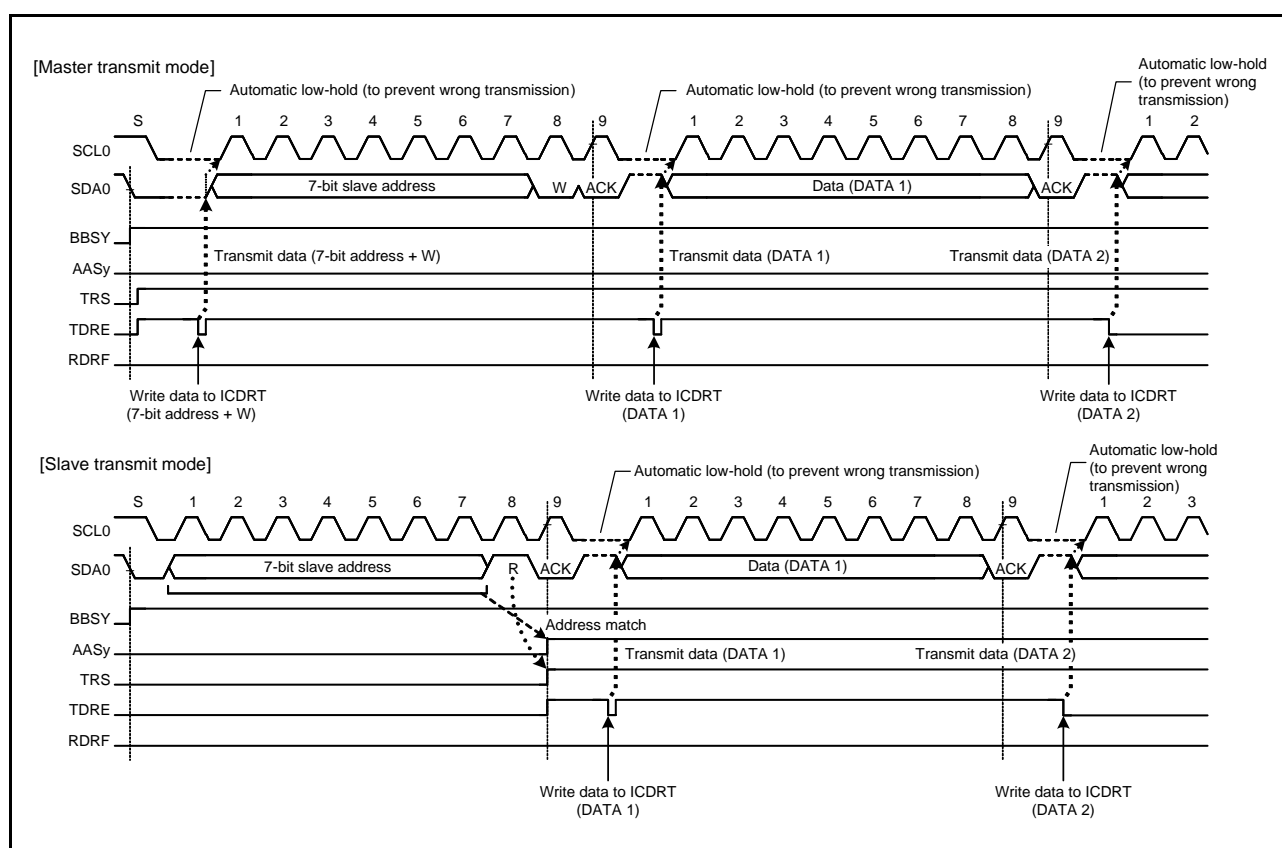 [Master transmit mode]
Automatic low-hold (to prevent wrong transmission)
Automatic low-hold (to prevent wrong transmission)
Automatic low-hold
(to prevent wrong
transmission)
S 1 2 3 4 5 6 7 8 9 1 2 3 4 5 6 7 8 9 1 2
SCL0
SDA0 7-bit slave address W ACK Data (DATA 1) ACK
BBSY
Transmit data (7-bit address + W) Transmit data (DATA 1) Transmit data (DATA 2)
AASy
TRS
TDRE
RDRF
Write data to ICDRT
(7-bit address + W)
Write data to ICDRT
(DATA 1)
Write data to ICDRT
(DATA 2)
[Slave transmit mode]
Automatic low-hold (to prevent wrong transmission)
Automatic low-hold
(to prevent wrong
transmission)
S 1 2 3 4 5 6 7 8 9 1 2 3 4 5 6 7 8 9 1 2 3
SCL0
SDA0 7-bit slave address R ACK Data (DATA 1) ACK
BBSY
Address match
AASy
Transmit data (DATA 1) Transmit data (DATA 2)
TRS
TDRE
RDRF
Write data to ICDRT
(DATA 1)
Write data to ICDRT
(DATA 2)